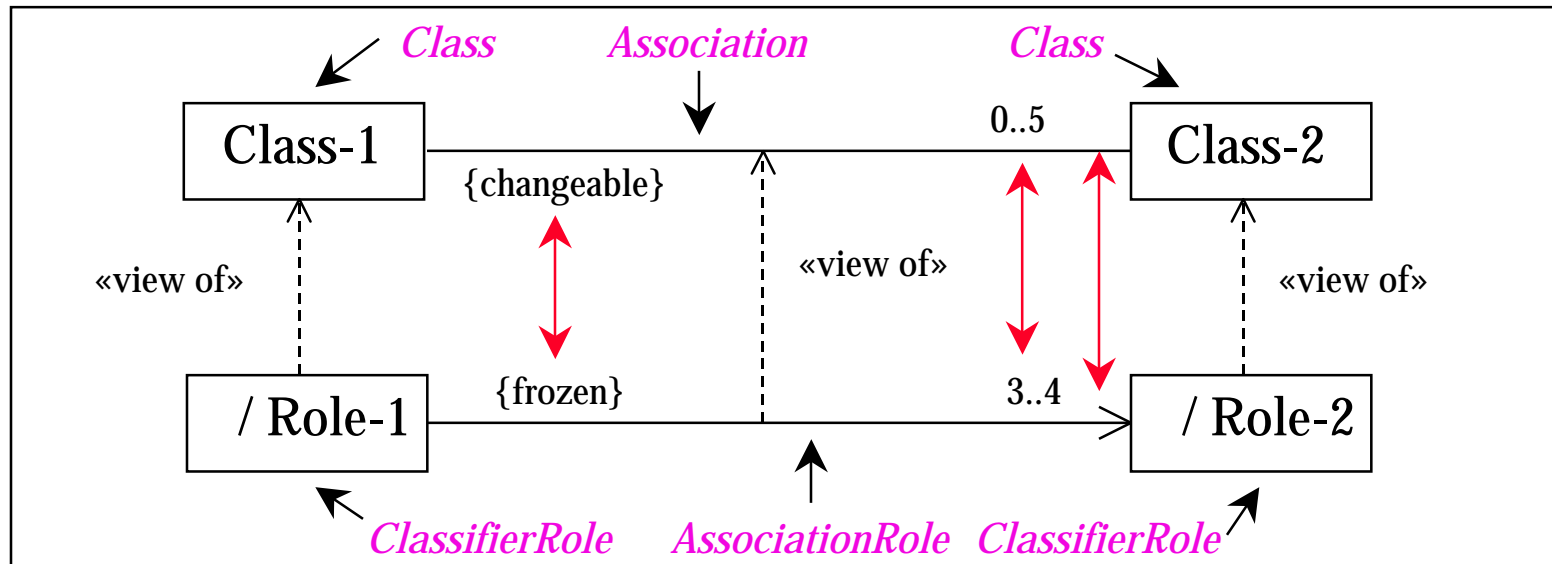 Class Association Class
0..5
Class-1 Class-2
{changeable}
«view of» «view of» «view of»
{frozen} 3..4
/ Role-1 / Role-2
ClassifierRole AssociationRole ClassifierRole